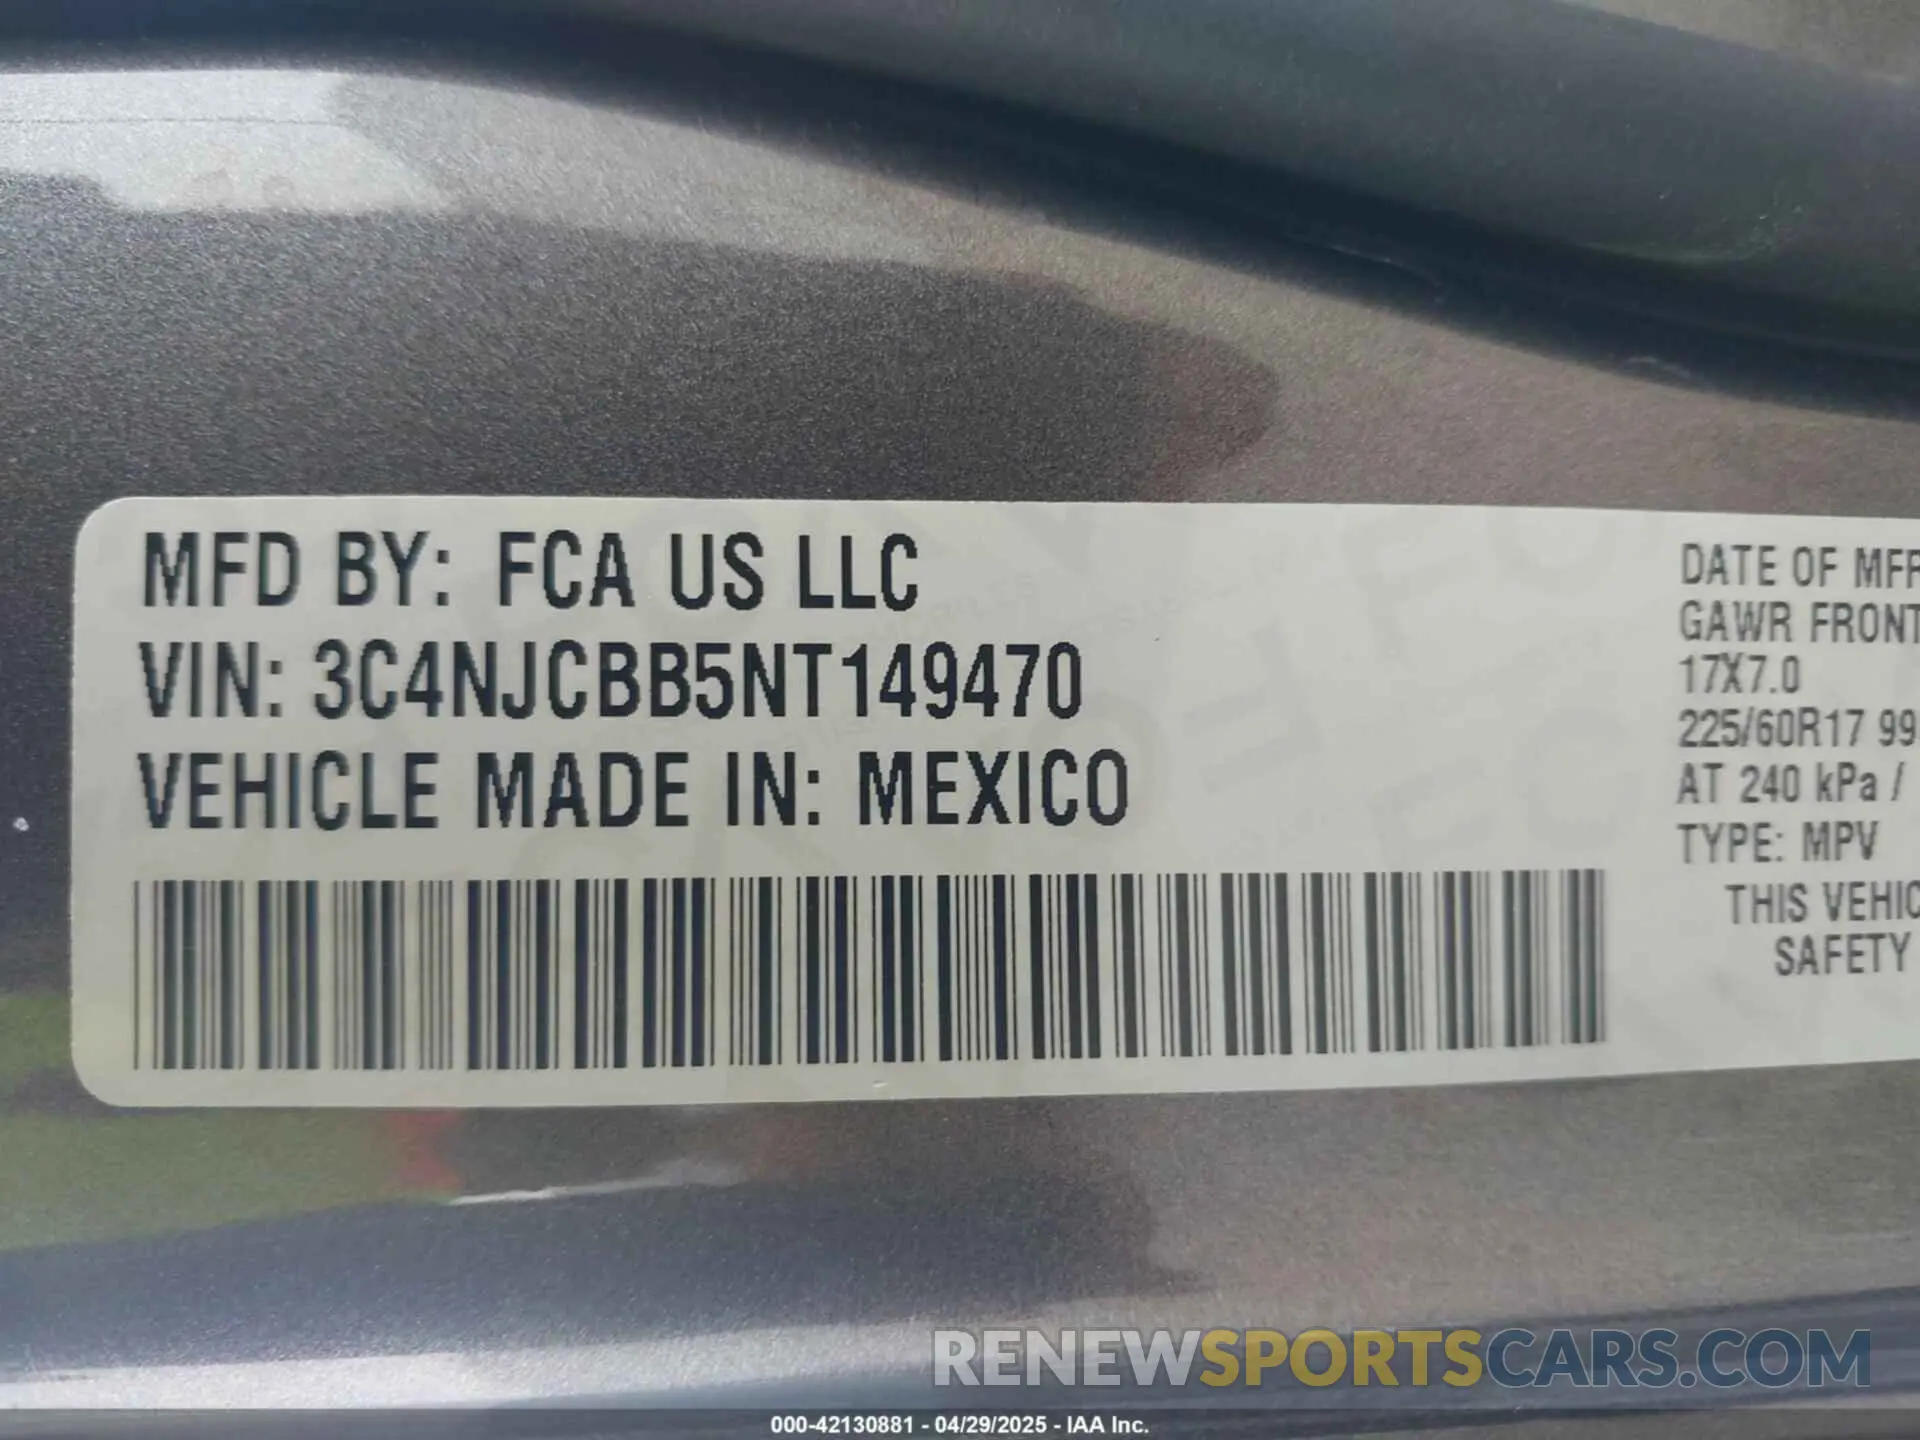 MFD BY: FCA US LLC
VIN: 3C4NJCBB5NT149470
VEHICLE MADE IN: MEXICO
DATE OF MFR
GAWR FRONT
17X7.0
225/60R17 99
AT 240 kPa /
TYPE: MPV
THIS VEHIC
SAFETY
RENEWSPORTSCARS.COM
000-42130881 - 04/29/2025 - IAA Inc.